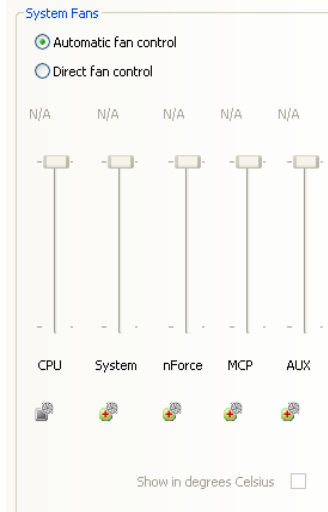 System Fans
Automatic fan control
Direct fan control
N/A N/A N/A N/A N/A
CPU System nForce MCP AUX
Show in degrees Celsius